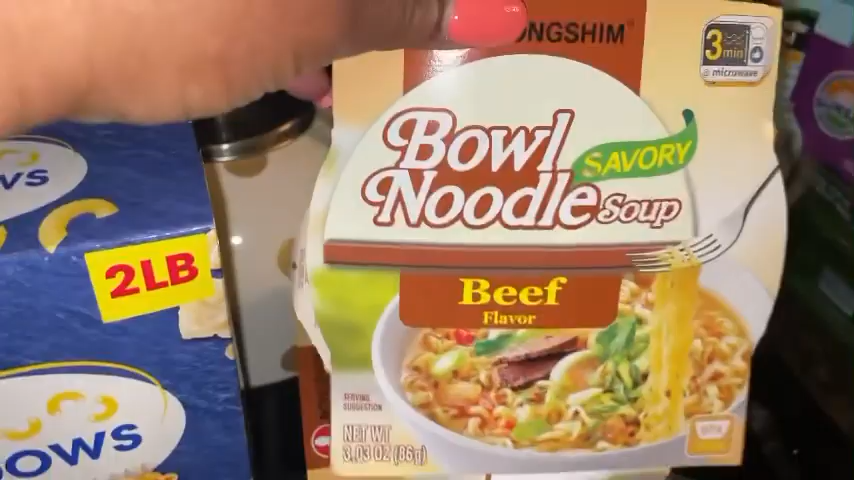 ONGSHIM
3 min
microwave
Bowl
Noodle Soup
SAVORY
Beef
Flavor
SERVING
SUGGESTION
NET WT
3.03 OZ (86g)
WS
2LB
OWS